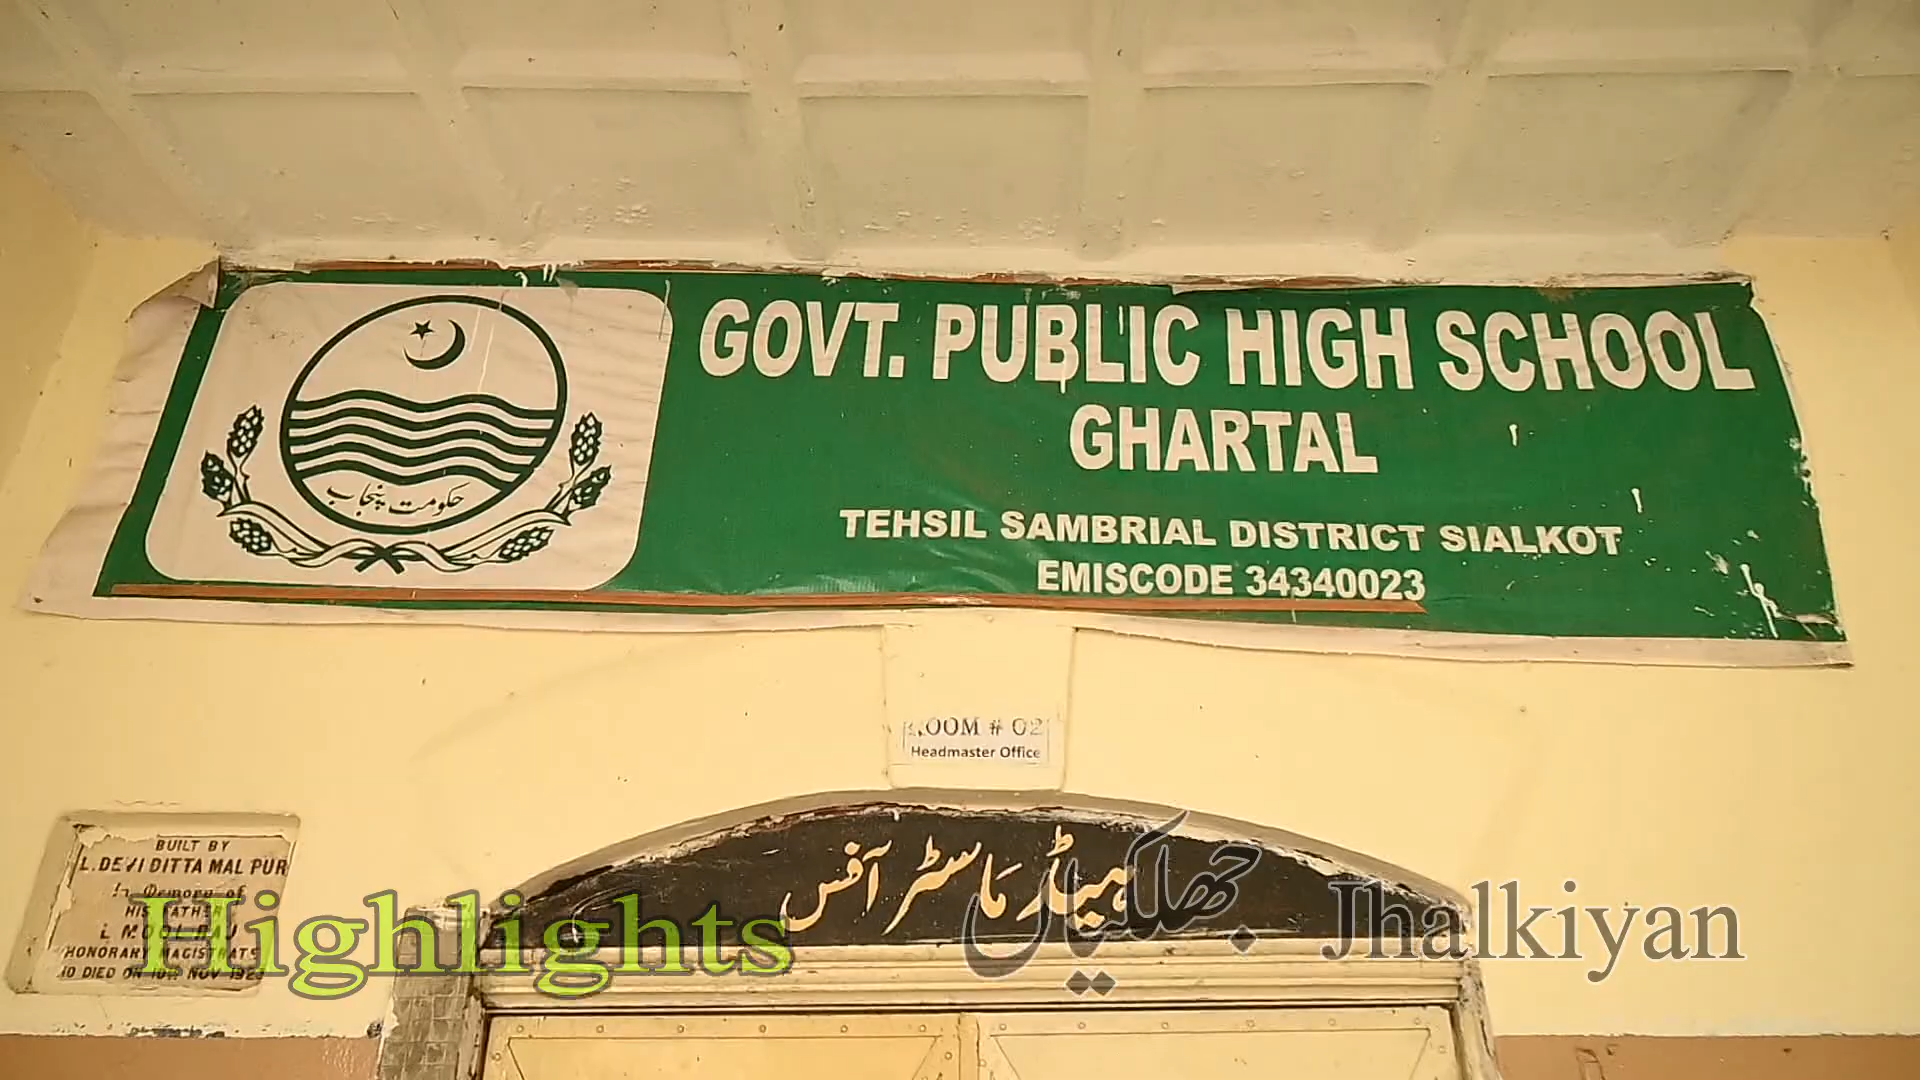 GOVT. PUBLIC HIGH SCHOOL
GHARTAL
TEHSIL SAMBRIAL DISTRICT SIALKOT
EMISCODE 34340023
حکومت پنجاب
ROOM # 02
Headmaster Office
ہیڈ ماسٹر آفس
BUILT BY
L. DEVI DITTA MAL PURI
In Memory of
HIS FATHER
L MOOL RAJ
HONORARY MAGISTRATE
DIED ON 10TH NOV
Highlights
جھلکیاں
Jhalkiyan